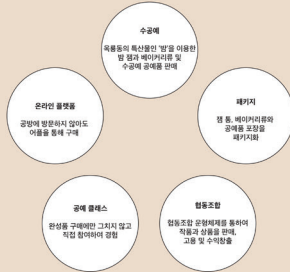 수공예
옥룡동의 특산물인 '밤'을 이용한
밤 잼과 베이커리류 및
수공예 공예품 판매
온라인 플랫폼
공방에 방문하지 않아도
어플을 통해 구매
패키지
잼 통, 베이커리류와
공예품 포장을
패키지화
공예 클래스
완성품 구매에만 그치지 않고
직접 참여하여 경험
협동조합
협동조합 운형체제를 통하여
작품과 상품을 판매,
고용 및 수익창출